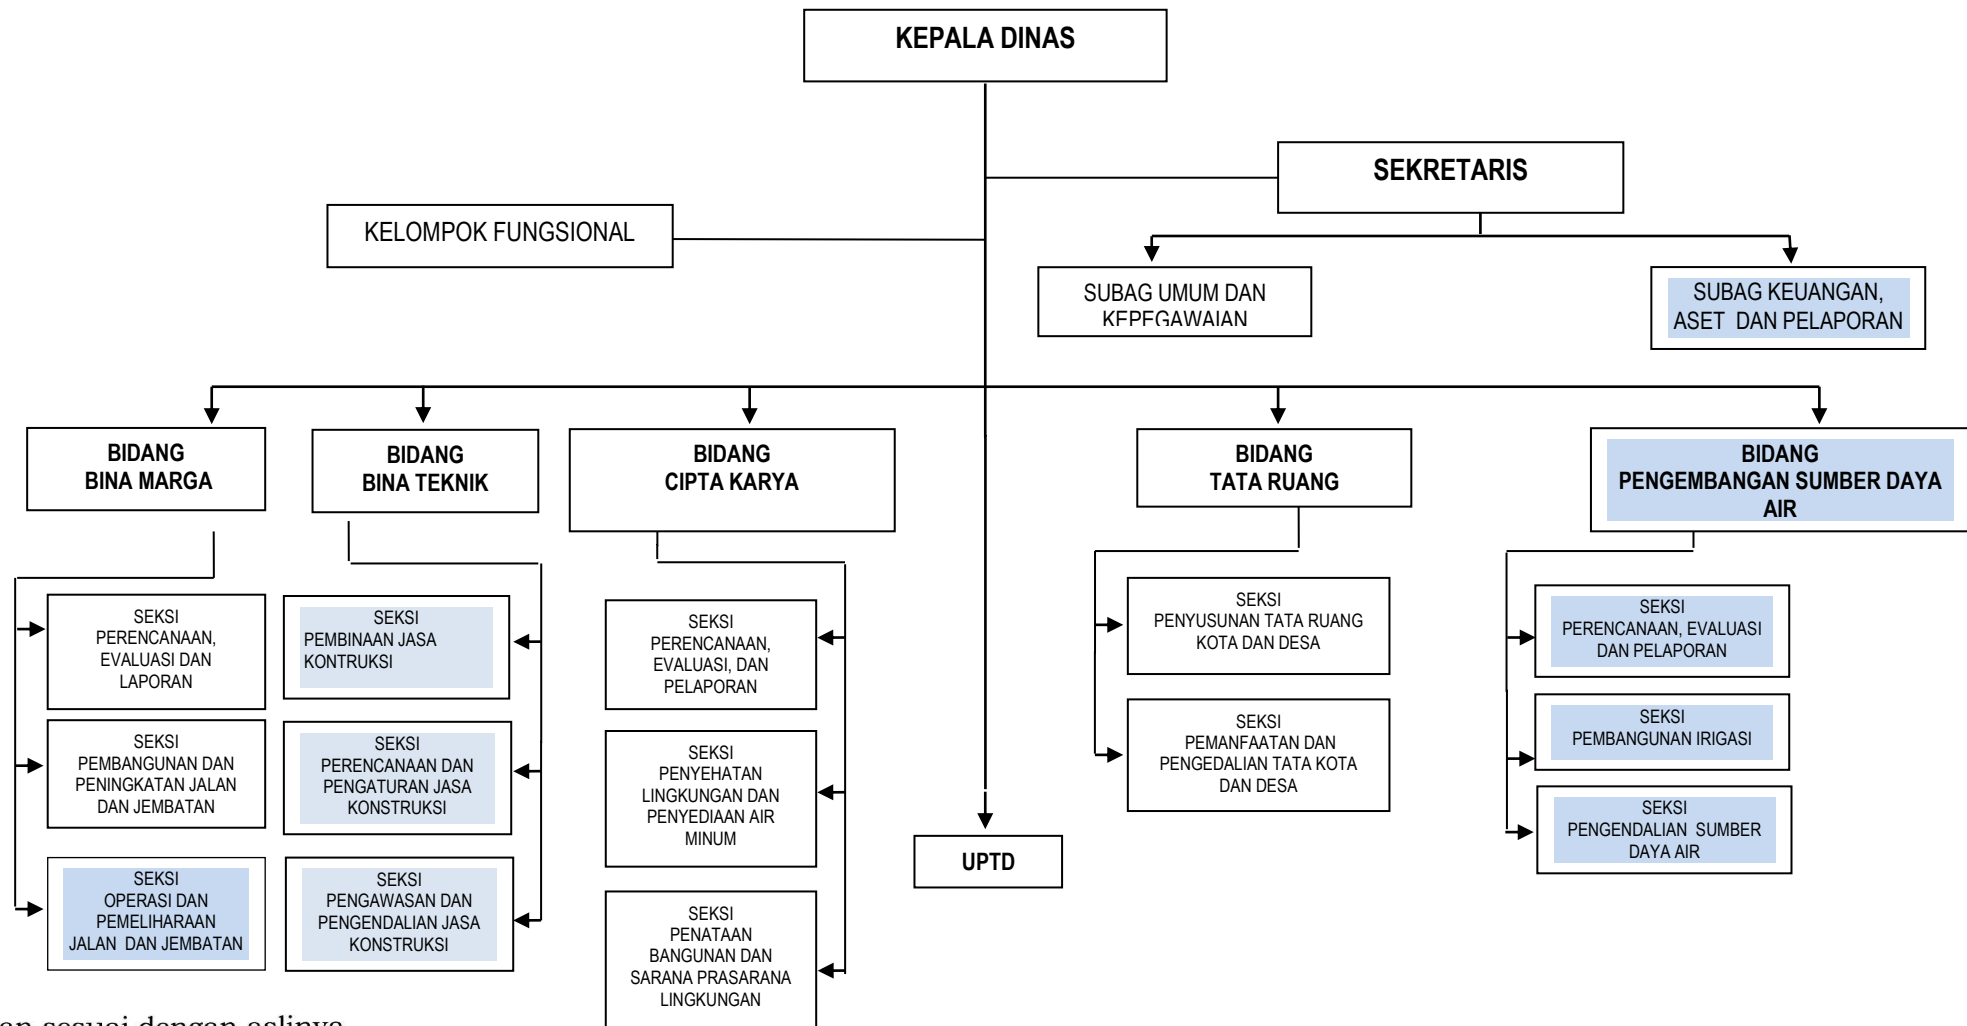 KEPALA DINAS
SEKRETARIS
KELOMPOK FUNGSIONAL
SUBAG UMUM DAN
KEPEGAWAIAN
SUBAG KEUANGAN,
ASET DAN PELAPORAN
BIDANG
BINA MARGA
BIDANG
BINA TEKNIK
BIDANG
CIPTA KARYA
BIDANG
TATA RUANG
BIDANG
PENGEMBANGAN SUMBER DAYA
AIR
SEKSI
PERENCANAAN,
EVALUASI DAN
LAPORAN
SEKSI
PEMBANGUNAN DAN
PENINGKATAN JALAN
DAN JEMBATAN
SEKSI
OPERASI DAN
PEMELIHARAAN
JALAN DAN JEMBATAN
SEKSI
PEMBINAAN JASA
KONTRUKSI
SEKSI
PERENCANAAN DAN
PENGATURAN JASA
KONSTRUKSI
SEKSI
PENGAWASAN DAN
PENGENDALIAN JASA
KONSTRUKSI
SEKSI
PERENCANAAN,
EVALUASI, DAN
PELAPORAN
SEKSI
PENYEHATAN
LINGKUNGAN DAN
PENYEDIAAN AIR
MINUM
SEKSI
PENATAAN
BANGUNAN DAN
SARANA PRASARANA
LINGKUNGAN
UPTD
SEKSI
PENYUSUNAN TATA RUANG
KOTA DAN DESA
SEKSI
PEMANFAATAN DAN
PENGEDALIAN TATA KOTA
DAN DESA
SEKSI
PERENCANAAN, EVALUASI
DAN PELAPORAN
SEKSI
PEMBANGUNAN IRIGASI
SEKSI
PENGENDALIAN SUMBER
DAYA AIR
sesuai dengan aslinya